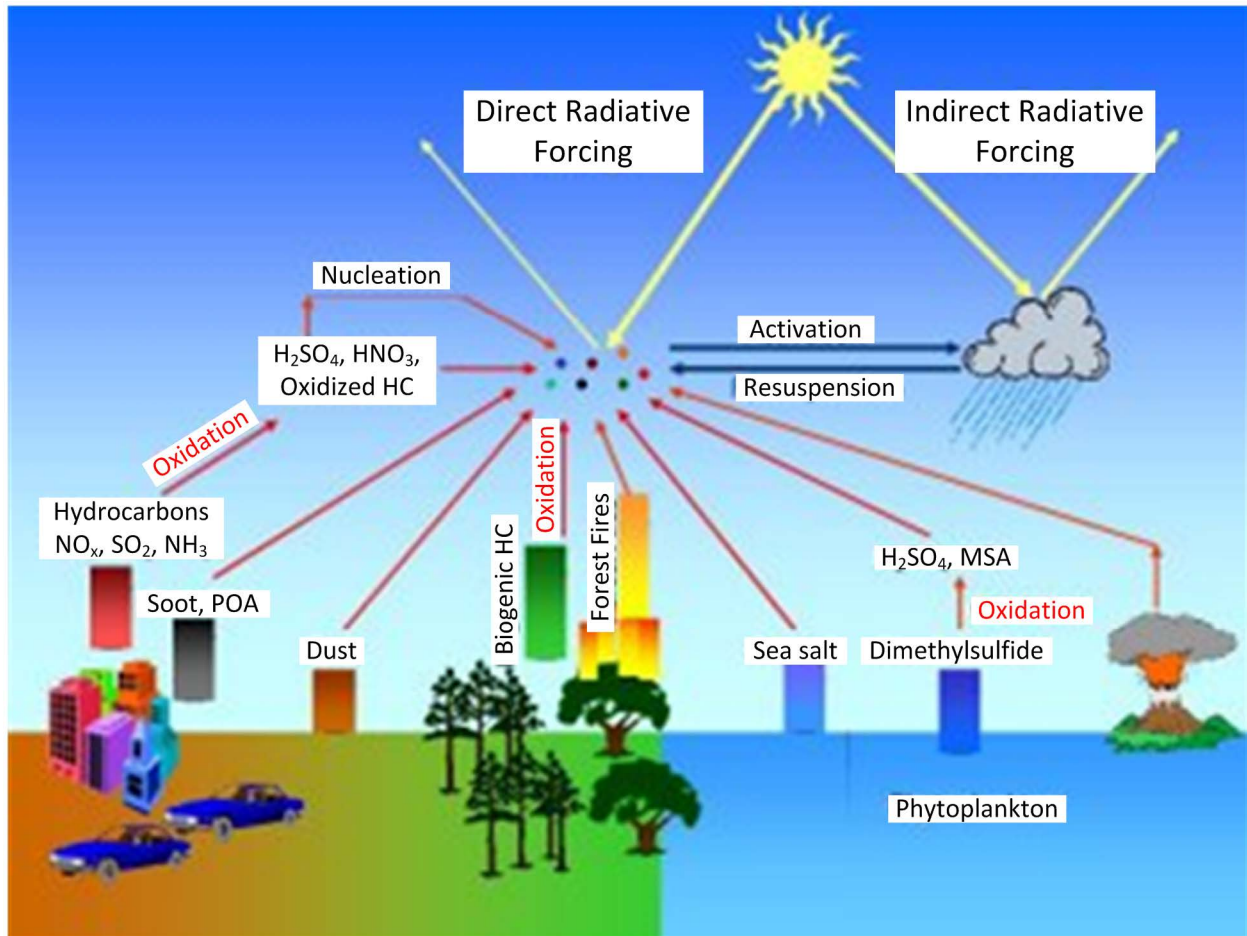 Direct Radiative
Forcing
Indirect Radiative
Forcing
Nucleation
H₂SO₄, HNO₃,
Oxidized HC
Activation
Resuspension
Oxidation
Oxidation
Hydrocarbons
NOₓ, SO₂, NH₃
Soot, POA
Dust
Biogenic HC
Forest Fires
Sea salt
H₂SO₄, MSA
Oxidation
Dimethylsulfide
Phytoplankton